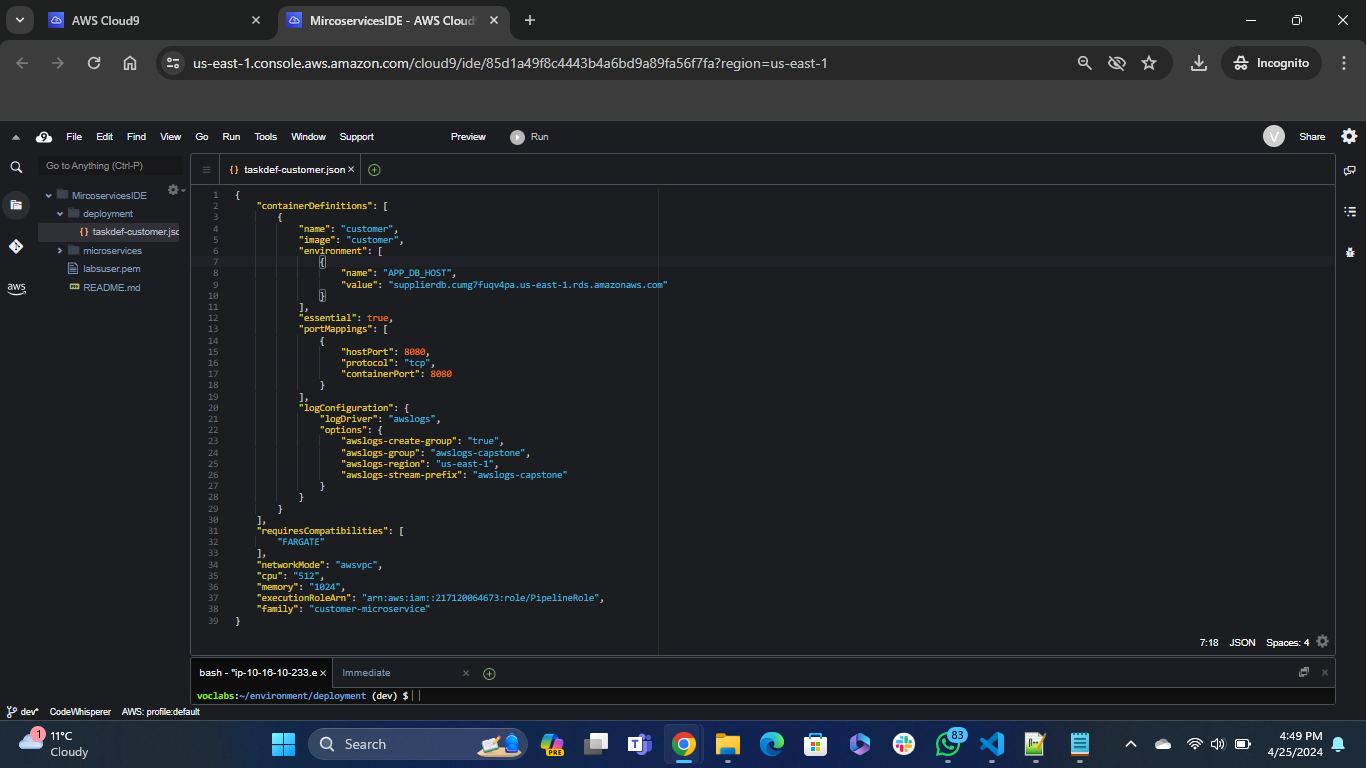 AWS Cloud9
MircoservicesIDE - AWS Cloud
us-east-1.console.aws.amazon.com/cloud9/ide/85d1a49f8c4443b4a6bd9a89fa56f7fa?region=us-east-1
Incognito
9 File Edit Find View Go Run Tools Window Support Preview Run V Share
Go to Anything (Ctrl-P)
{} taskdef-customer.json
MircoservicesIDE
deployment
{} taskdef-customer.jsc
microservices
labsuser.pem
README.md
aws
1 {
2 "containerDefinitions": [
3 {
4 "name": "customer",
5 "image": "customer",
6 "environment": [
7 {
8 "name": "APP_DB_HOST",
9 "value": "supplierdb.cumg7fuqv4pa.us-east-1.rds.amazonaws.com"
10 }
11 ],
12 "essential": true,
13 "portMappings": [
14 {
15 "hostPort": 8080,
16 "protocol": "tcp",
17 "containerPort": 8080
18 }
19 ],
20 "logConfiguration": {
21 "logDriver": "awslogs",
22 "options": {
23 "awslogs-create-group": "true",
24 "awslogs-group": "awslogs-capstone",
25 "awslogs-region": "us-east-1",
26 "awslogs-stream-prefix": "awslogs-capstone"
27 }
28 }
29 }
30 ],
31 "requiresCompatibilities": [
32 "FARGATE"
33 ],
34 "networkMode": "awsvpc",
35 "cpu": "512",
36 "memory": "1024",
37 "executionRoleArn": "arn:aws:iam::217120064673:role/PipelineRole",
38 "family": "customer-microservice"
39 }
7:18 JSON Spaces: 4
bash - "ip-10-16-10-233.e
Immediate
voclabs:~/environment/deployment (dev) $
dev* CodeWhisperer AWS: profile:default
1
11°C
Cloudy
Search
PRE
83
4:49 PM
4/25/2024